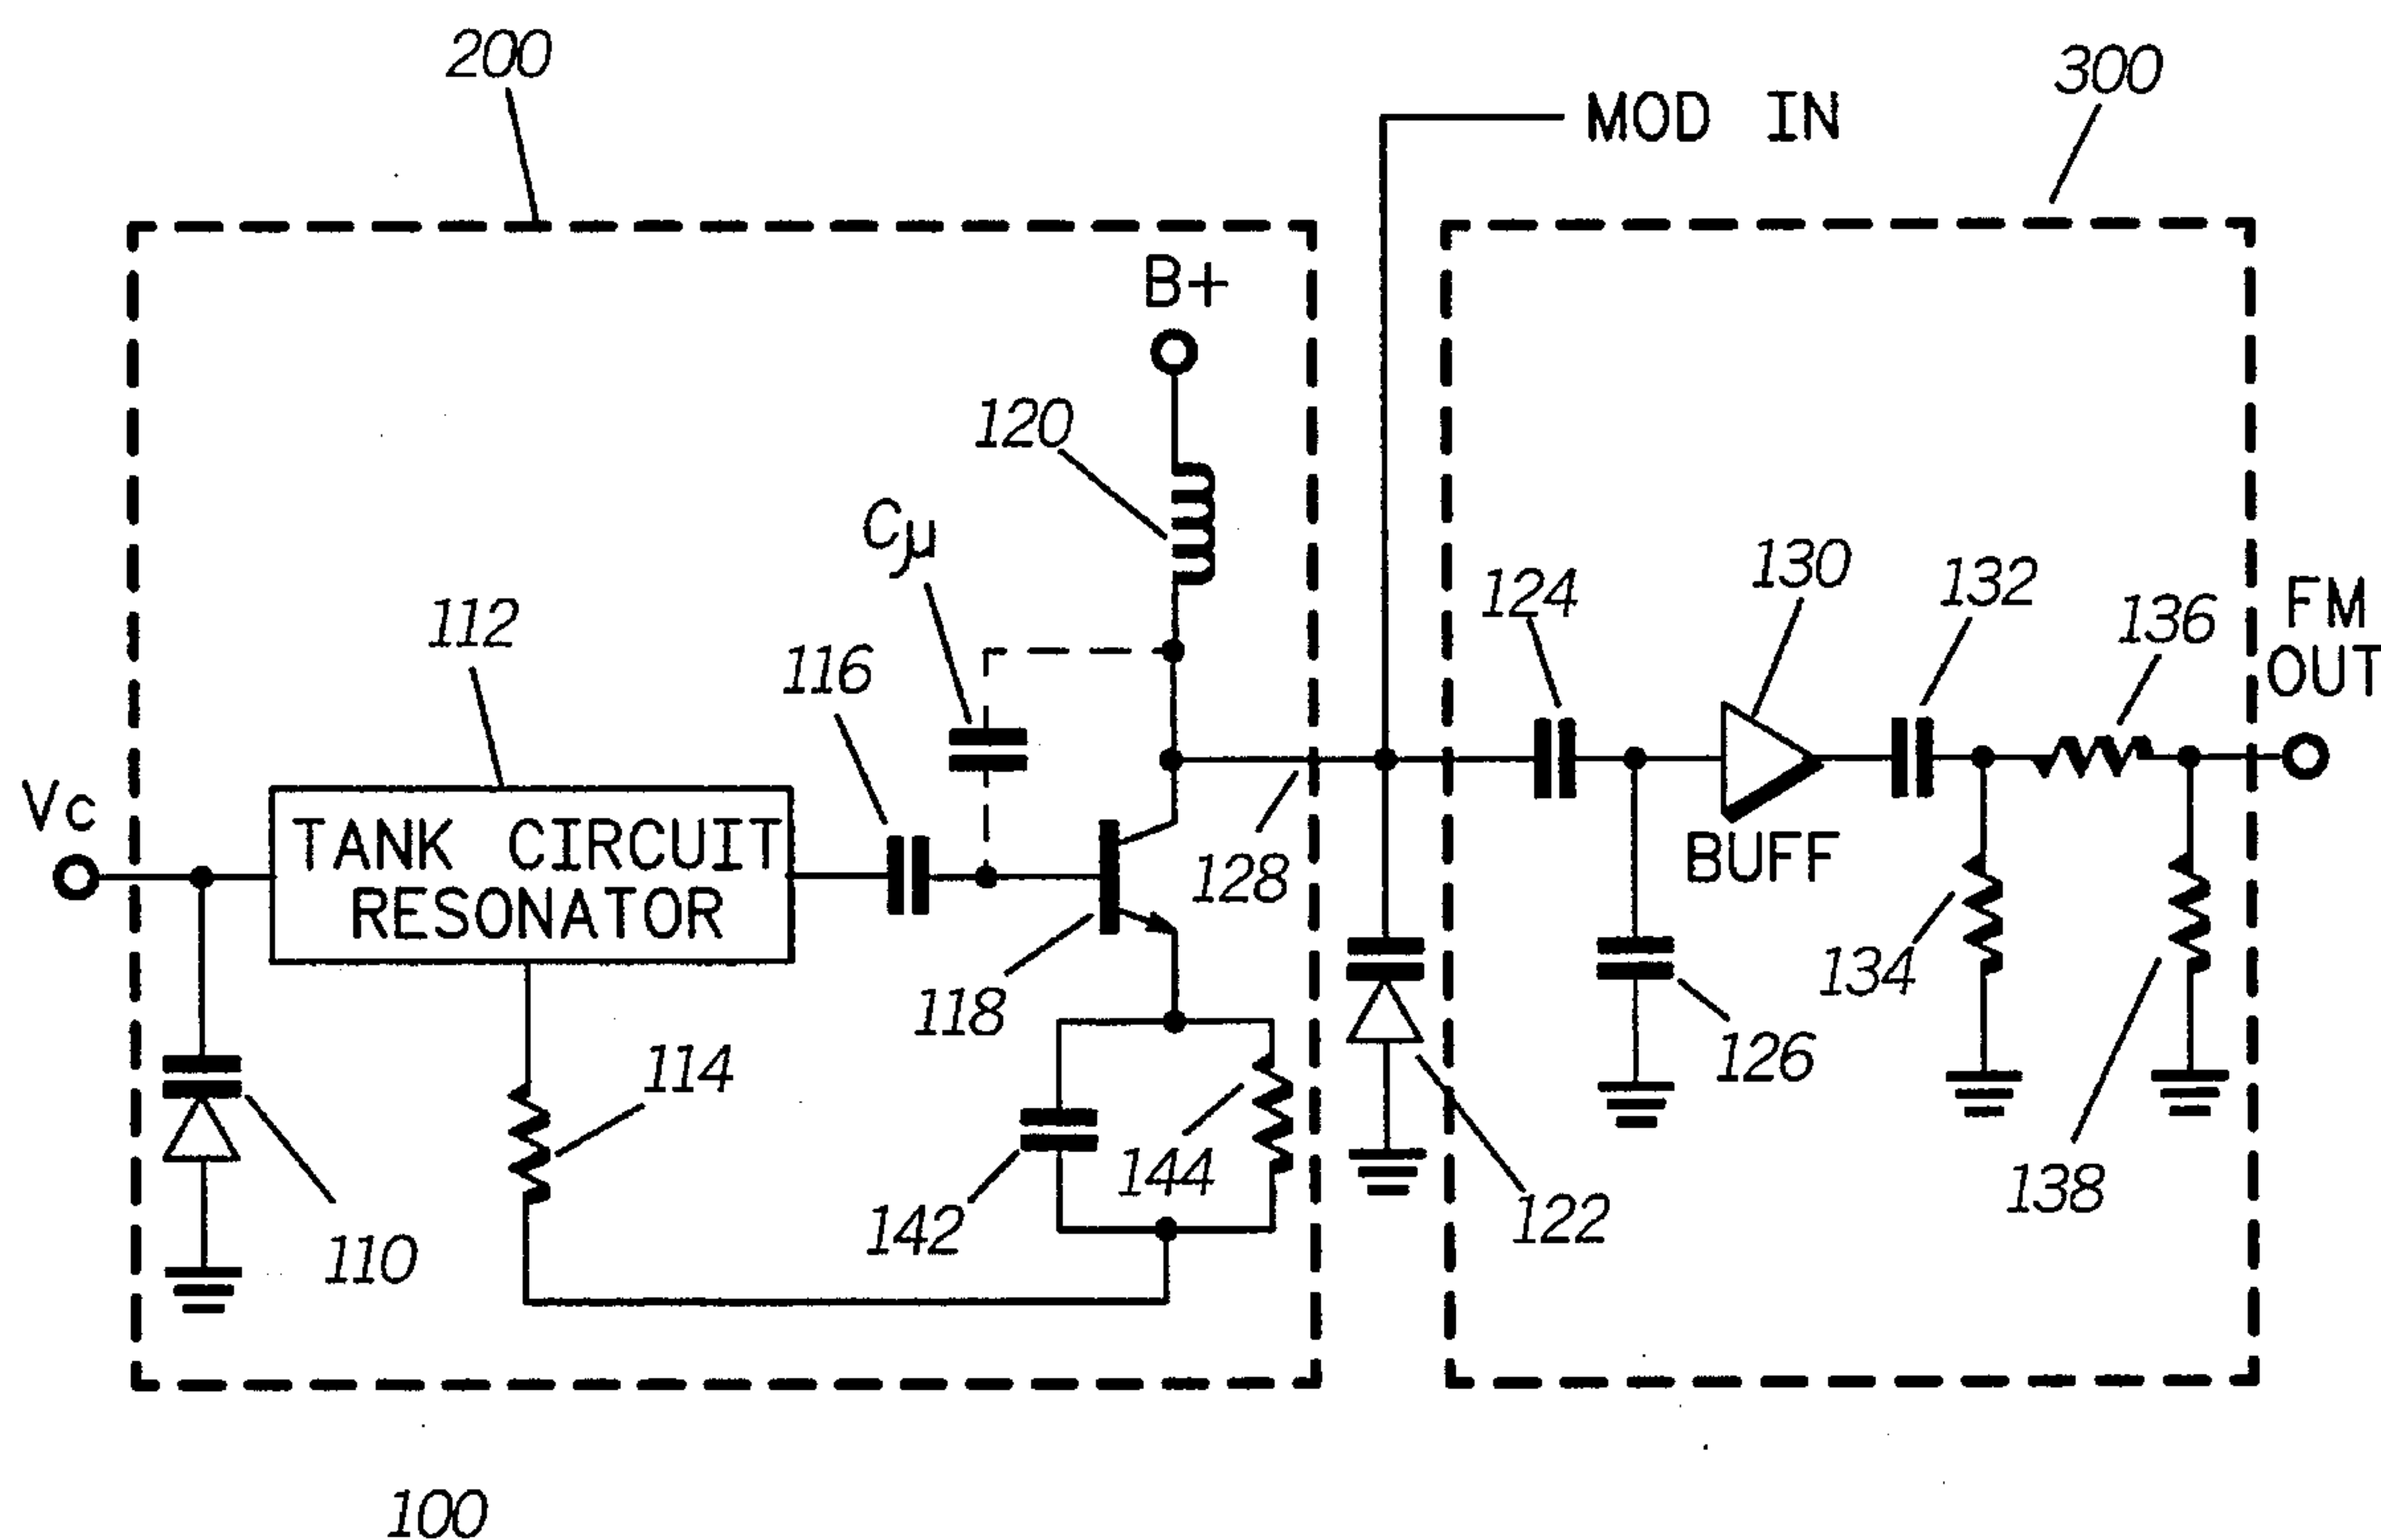 200
300
MOD IN
B+
120
Cμ
124
130
132
136
FM
OUT
112
116
Vc
TANK CIRCUIT
RESONATOR
128
BUFF
118
134
114
126
144
142
122
138
110
100